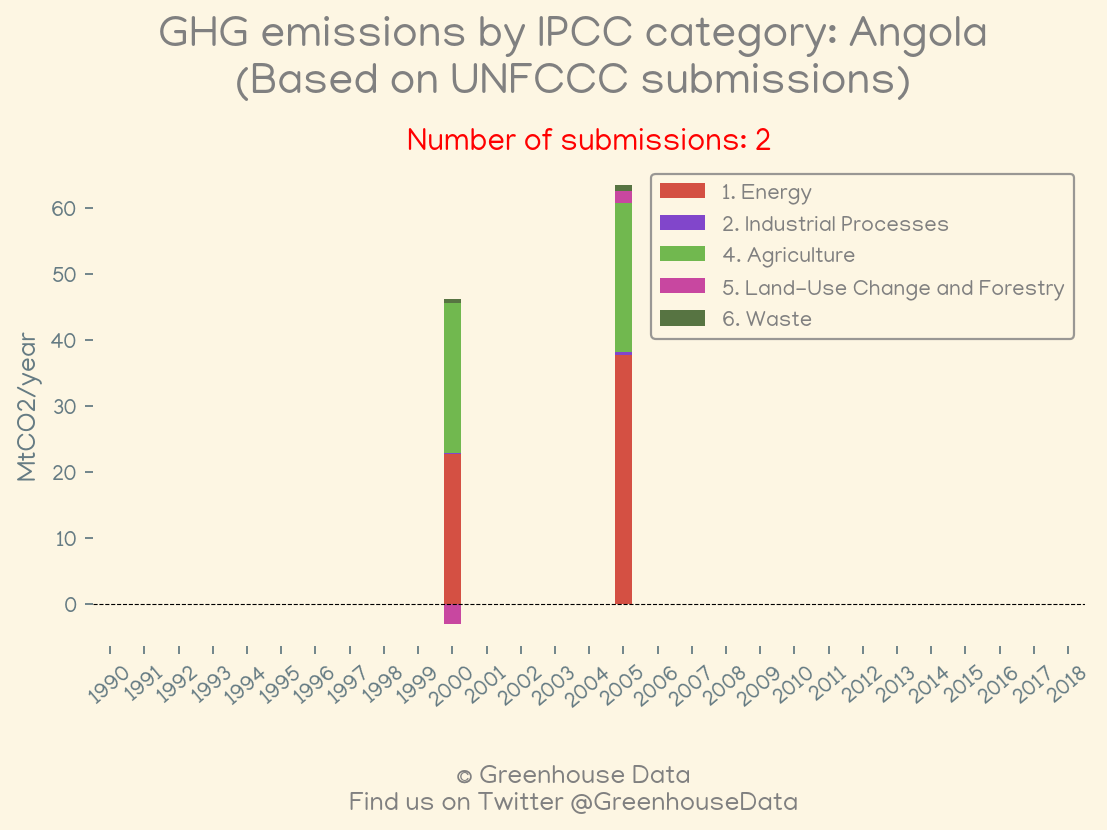 GHG emissions by IPCC category: Angola
(Based on UNFCCC submissions)
Number of submissions: 2
1. Energy
2. Industrial Processes
4. Agriculture
5. Land-Use Change and Forestry
6. Waste
MtCO2/year
60
50
40
30
20
10
0
1990 1991 1992 1993 1994 1995 1996 1997 1998 1999 2000 2001 2002 2003 2004 2005 2006 2007 2008 2009 2010 2011 2012 2013 2014 2015 2016 2017 2018
© Greenhouse Data
Find us on Twitter @GreenhouseData